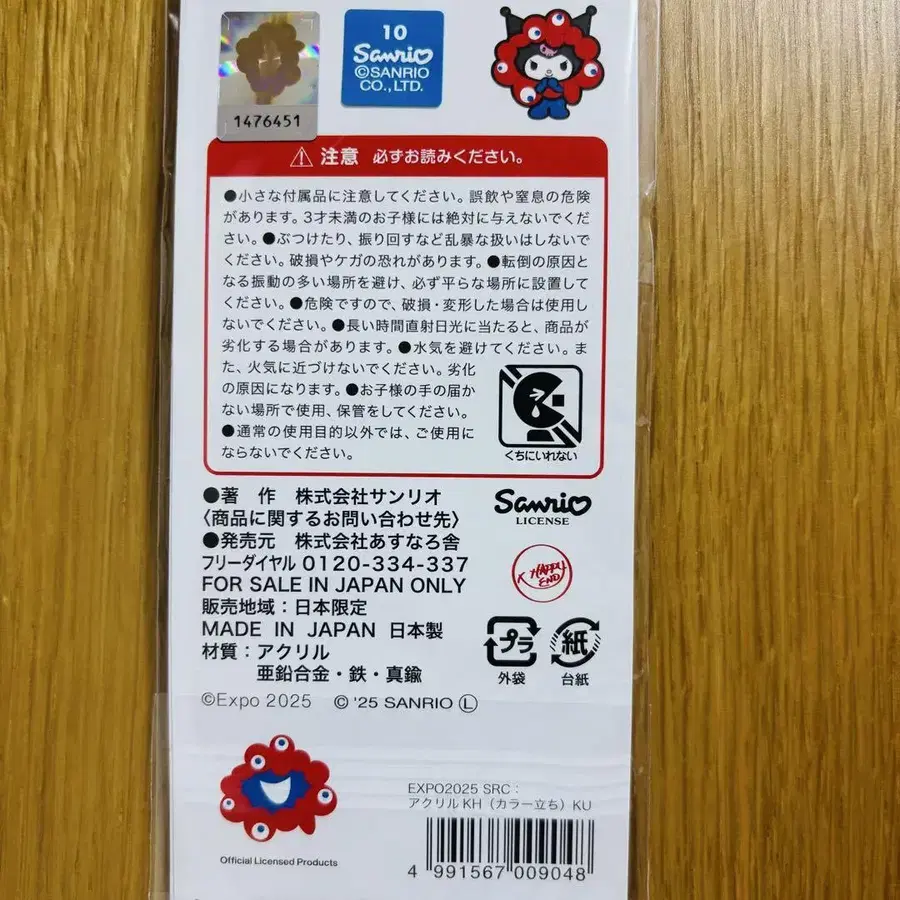 1476451
10
Sanrio
©SANRIO
CO.,LTD.
⚠ 注意 必ずお読みください。
●小さな付属品に注意してください。誤飲や窒息の危険
があります。3才未満のお子様には絶対に与えないでくだ
さい。●ぶつけたり、振り回すなど乱暴な扱いはしないで
ください。破損やケガの恐れがあります。●転倒の原因と
なる振動の多い場所を避け、必ず平らな場所に設置して
ください。●危険ですので、破損・変形した場合は使用し
ないでください。●長い時間直射日光に当たると、商品が
劣化する場合があります。●水気を避けてください。ま
た、火気に近づけないでください。劣化
の原因になります。●お子様の手の届か
ない場所で使用、保管をしてください。
●通常の使用目的以外では、ご使用に
ならないでください。
くちにいれない
●著 作 株式会社サンリオ
〈商品に関するお問い合わせ先〉
●発売元 株式会社あすなろ舎
フリーダイヤル 0120-334-337
FOR SALE IN JAPAN ONLY
販売地域：日本限定
MADE IN JAPAN 日本製
材質：アクリル
亜鉛合金・鉄・真鍮
©Expo 2025 © '25 SANRIO Ⓛ
Sanrio
LICENSE
HAPPY
END
プラ
外袋
紙
台紙
Official Licensed Products
EXPO2025 SRC：
アクリルKH（カラー立ち）KU
4 991567 009048